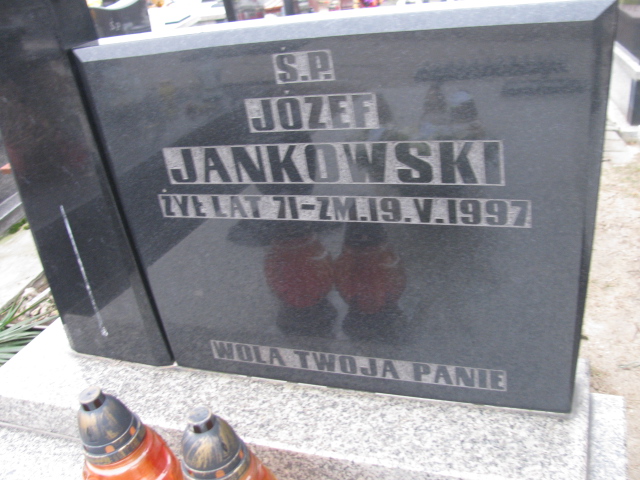 Ś.P.
JÓZEF
JANKOWSKI
ŻYŁ LAT 71-ZM.19.V.1997
WOLA TWOJA PANIE